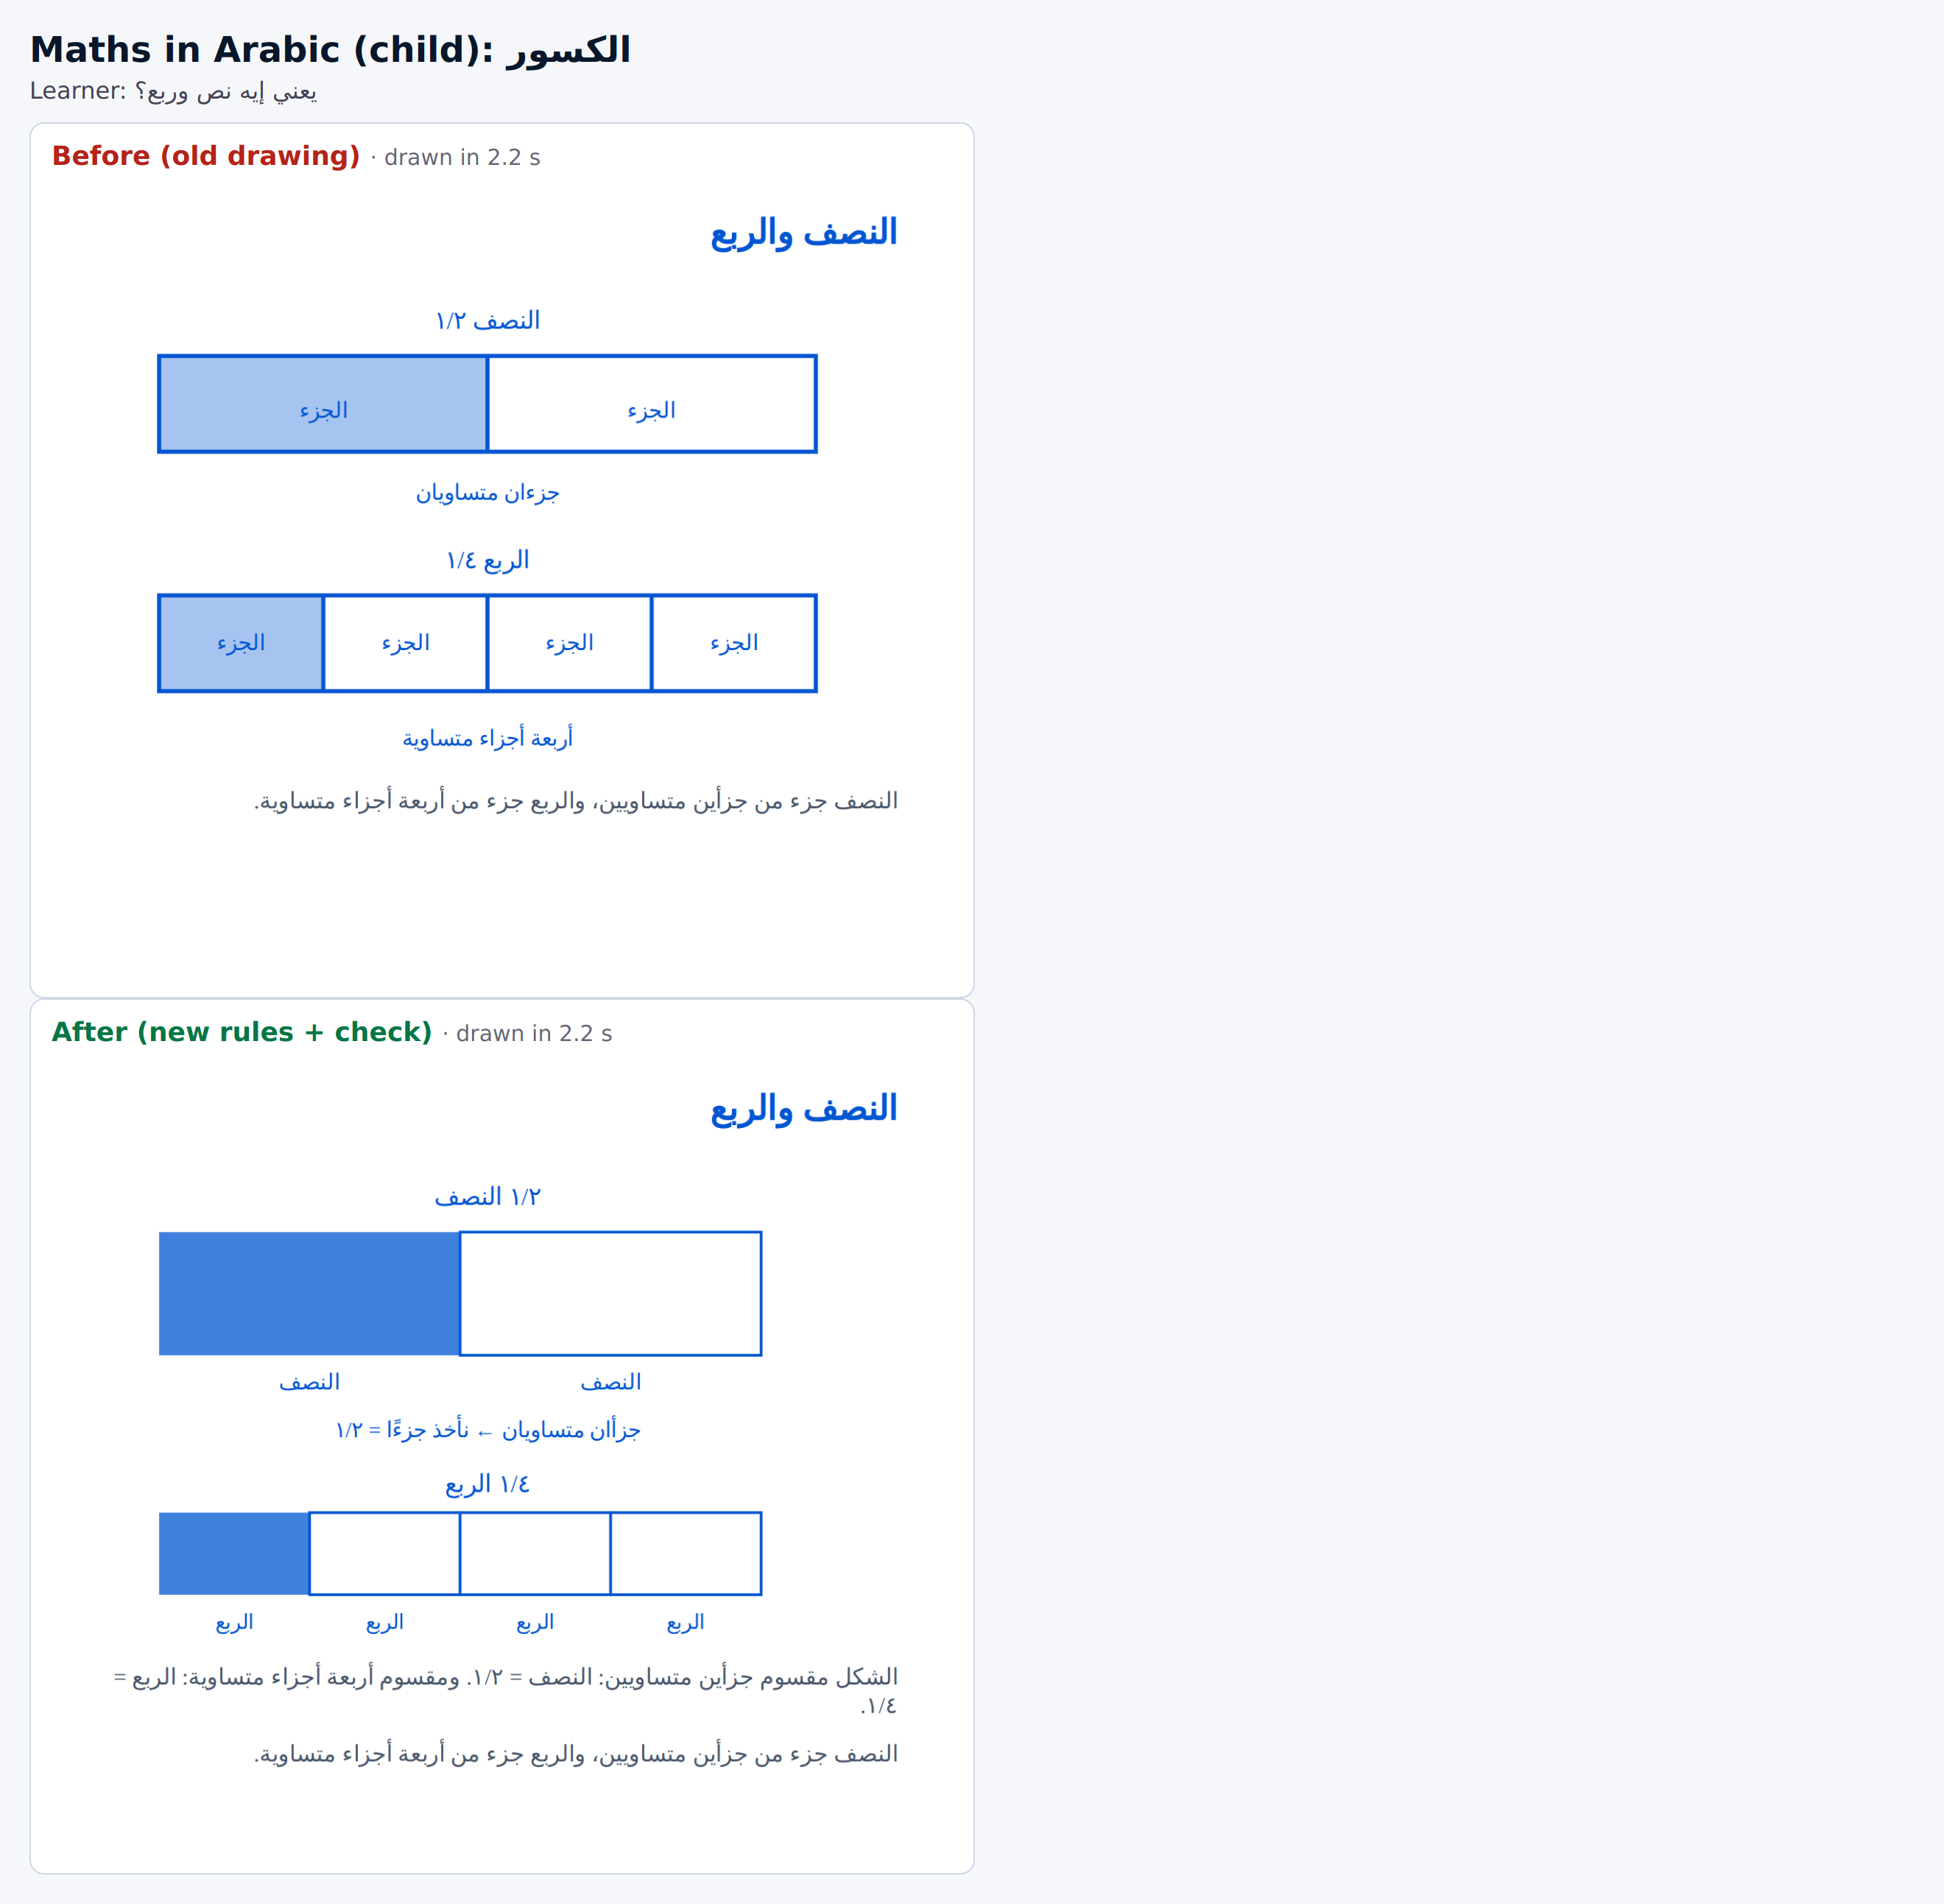 Maths in Arabic (child): الكسور
Learner: يعني إيه نص وربع؟
Before (old drawing) · drawn in 2.2 s
النصف والربع
النصف ١/٢
الجزء الجزء
جزءان متساويان
الربع ١/٤
الجزء الجزء الجزء الجزء
أربعة أجزاء متساوية
النصف جزء من جزأين متساويين، والربع جزء من أربعة أجزاء متساوية.
After (new rules + check) · drawn in 2.2 s
النصف والربع
١/٢ النصف
النصف النصف
جزأان متساويان ← نأخذ جزءًا = ١/٢
١/٤ الربع
الربع الربع الربع الربع
الشكل مقسوم جزأين متساويين: النصف = ١/٢. ومقسوم أربعة أجزاء متساوية: الربع =
١/٤.
النصف جزء من جزأين متساويين، والربع جزء من أربعة أجزاء متساوية.